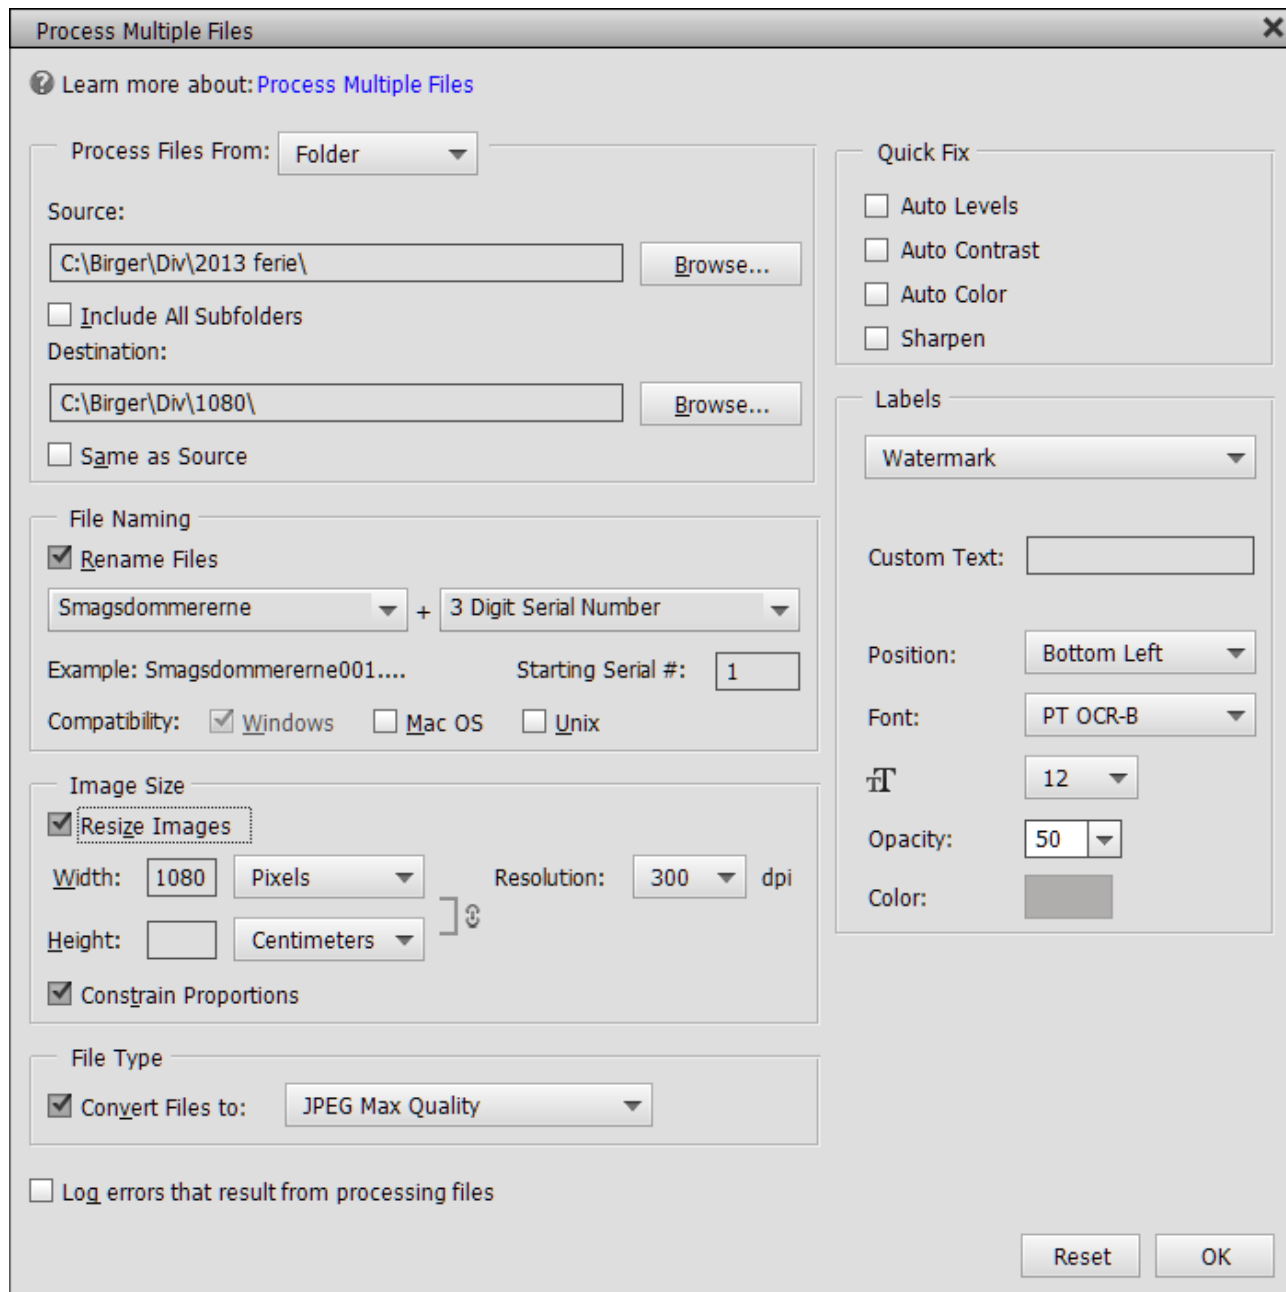 Process Multiple Files
Learn more about: Process Multiple Files
Process Files From: Folder
Source:
C:\Birger\Div\2013 ferie\ Browse...
Include All Subfolders
Destination:
C:\Birger\Div\1080\ Browse...
Same as Source
File Naming
Rename Files
Smagsdommererne + 3 Digit Serial Number
Example: Smagsdommererne001.... Starting Serial #: 1
Compatibility: Windows Mac OS Unix
Image Size
Resize Images
Width: 1080 Pixels Resolution: 300 dpi
Height: Centimeters
Constrain Proportions
File Type
Convert Files to: JPEG Max Quality
Log errors that result from processing files
Quick Fix
Auto Levels
Auto Contrast
Auto Color
Sharpen
Labels
Watermark
Custom Text:
Position: Bottom Left
Font: PT OCR-B
TT 12
Opacity: 50
Color:
Reset OK